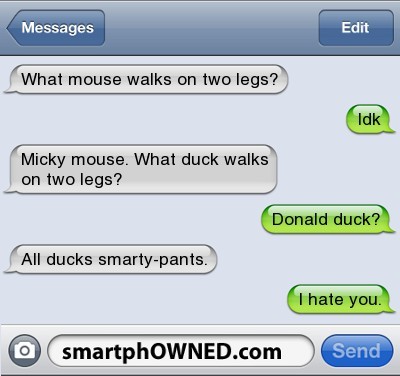 Messages
Edit
What mouse walks on two legs?
Idk
Micky mouse. What duck walks
on two legs?
Donald duck?
All ducks smarty-pants.
I hate you.
smartphOWNED.com
Send